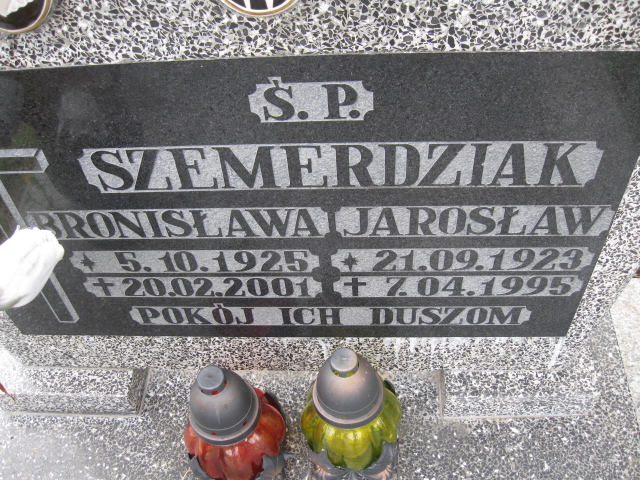 Ś. P.
SZEMERDZIAK
BRONISŁAWA JAROSŁAW
* 5.10.1925 * 21.09.1923
+ 20.02.2001 + 7.04.1995
POKÓJ ICH DUSZOM